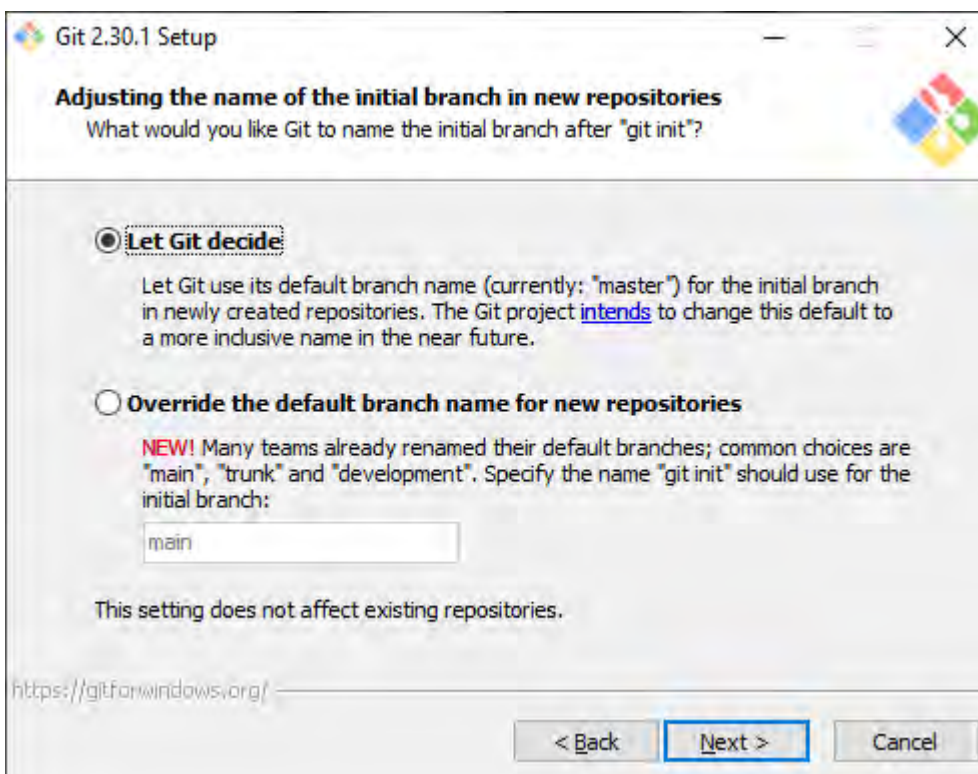 Git 2.30.1 Setup
Adjusting the name of the initial branch in new repositories
What would you like Git to name the initial branch after "git init"?
Let Git decide
Let Git use its default branch name (currently: "master") for the initial branch
in newly created repositories. The Git project intends to change this default to
a more inclusive name in the near future.
Override the default branch name for new repositories
NEW! Many teams already renamed their default branches; common choices are
"main", "trunk" and "development". Specify the name "git init" should use for the
initial branch:
main
This setting does not affect existing repositories.
https://gitforwindows.org/
< Back
Next >
Cancel